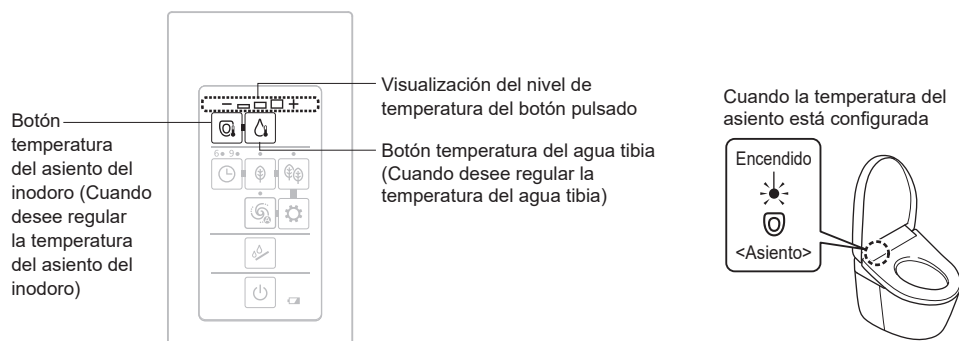 Botón
temperatura
del asiento del
inodoro (Cuando
desee regular
la temperatura
del asiento del
inodoro)
6 9
Visualización del nivel de
temperatura del botón pulsado
Botón temperatura del agua tibia
(Cuando desee regular la
temperatura del agua tibia)
Cuando la temperatura del
asiento está configurada
Encendido
<Asiento>